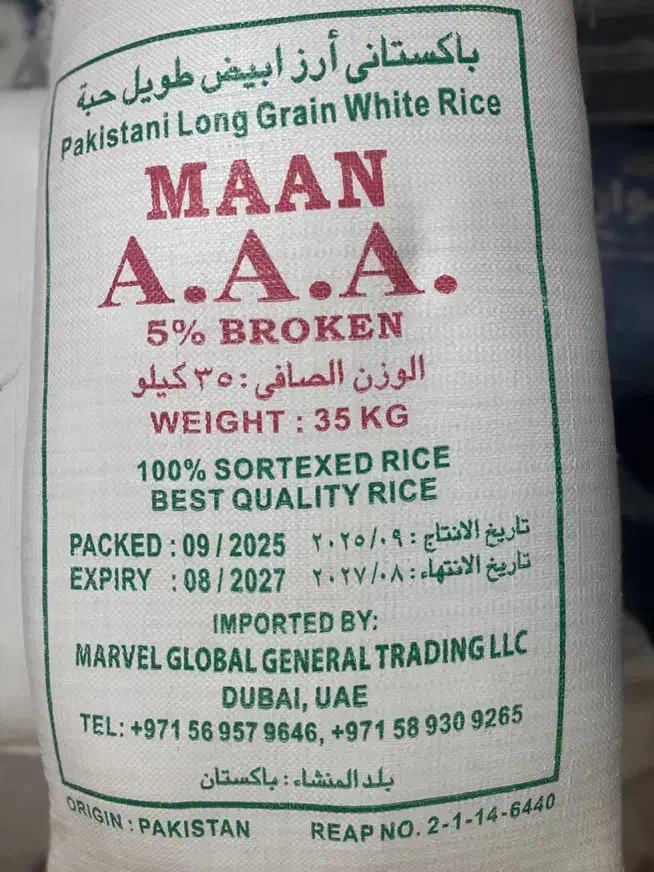 باكستانى أرز ابيض طويل حبة
Pakistani Long Grain White Rice
MAAN
A.A.A.
5% BROKEN
الوزن الصافى : ٣٥ كيلو
WEIGHT : 35 KG
100% SORTEXED RICE
BEST QUALITY RICE
PACKED : 09 / 2025 تاريخ الانتاج : ٢٠٢٥/٠٩
EXPIRY : 08 / 2027 تاريخ الانتهاء : ٢٠٢٧/٠٨
IMPORTED BY:
MARVEL GLOBAL GENERAL TRADING LLC
DUBAI, UAE
TEL: +971 56 957 9646, +971 58 930 9265
بلد المنشاء : باكستان
ORIGIN : PAKISTAN REAP NO. 2-1-14-6440